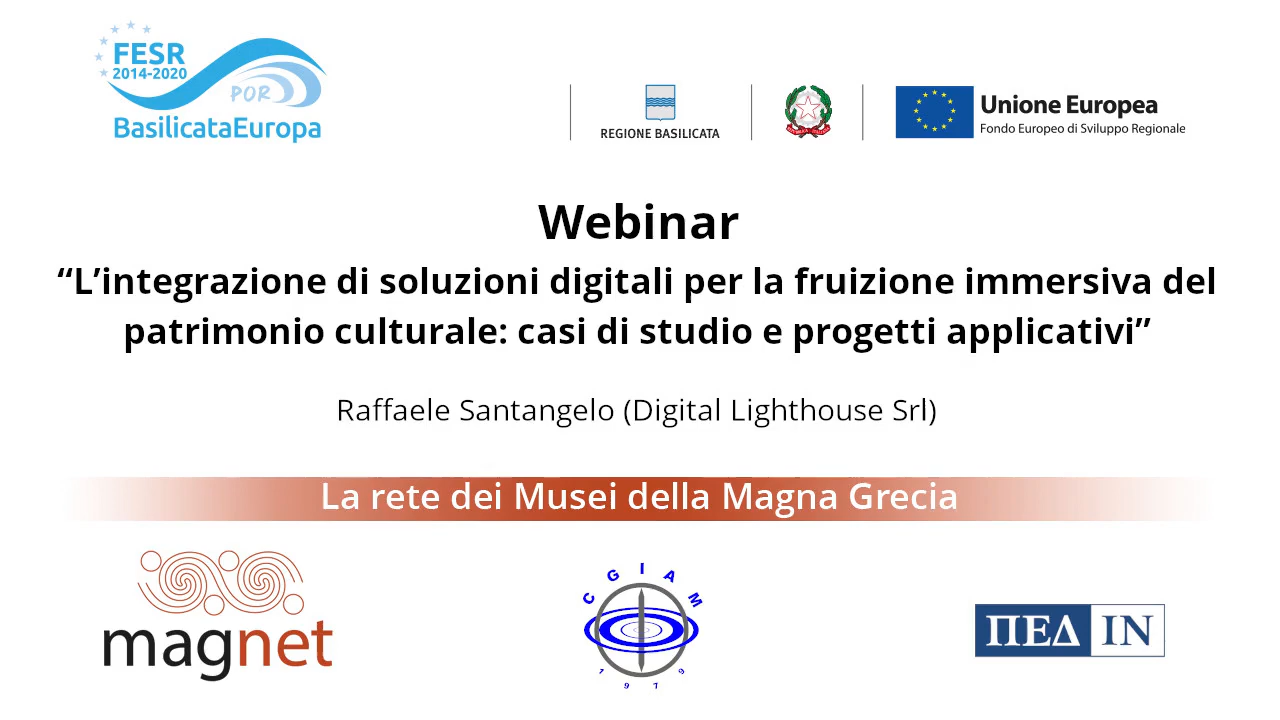 FESR
2014-2020
POR
BasilicataEuropa
REGIONE BASILICATA
Unione Europea
Fondo Europeo di Sviluppo Regionale
Webinar
“L’integrazione di soluzioni digitali per la fruizione immersiva del
patrimonio culturale: casi di studio e progetti applicativi”
Raffaele Santangelo (Digital Lighthouse Srl)
La rete dei Musei della Magna Grecia
magnet
CGIAM
1979
ΠΕΔ IN